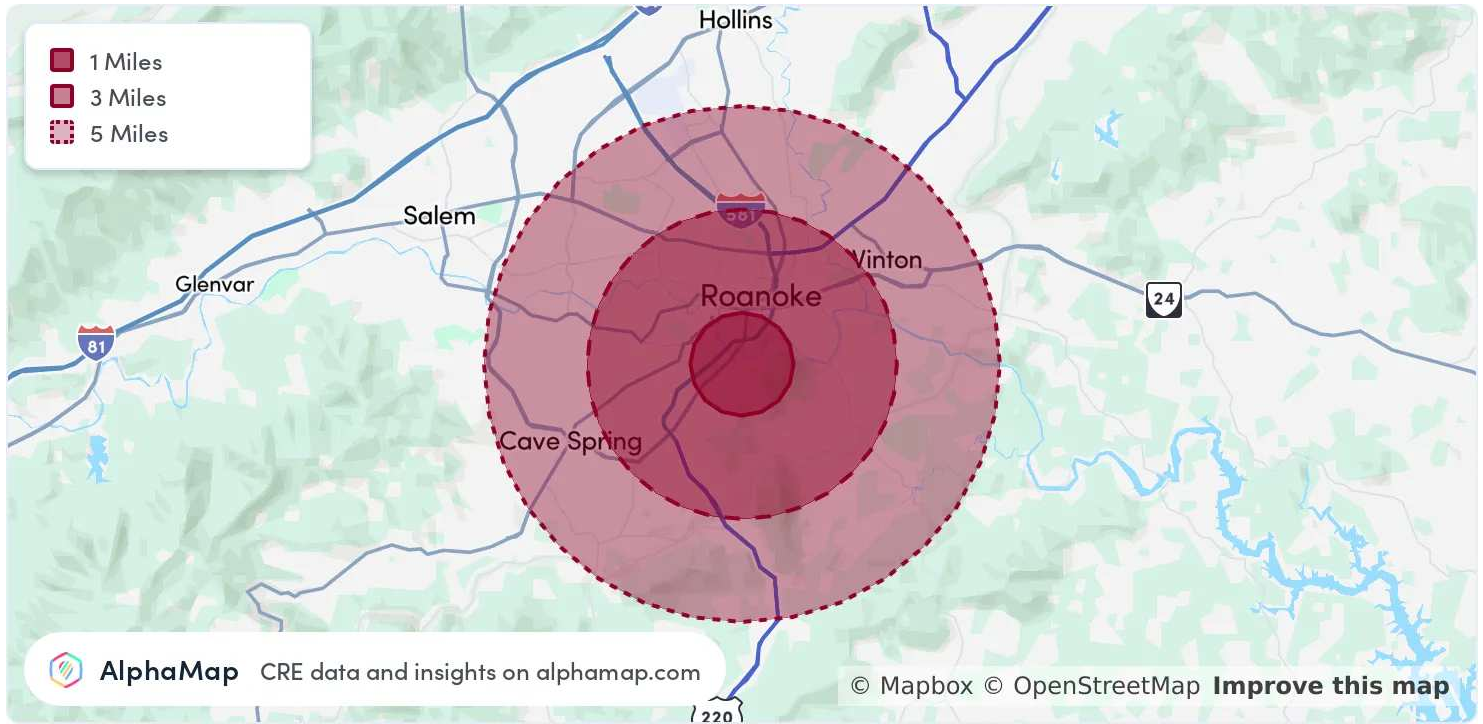 Hollins
1 Miles
3 Miles
5 Miles
581
Salem
Vinton
Glenvar
Roanoke
24
81
Cave Spring
AlphaMap CRE data and insights on alphamap.com
© Mapbox © OpenStreetMap Improve this map
220